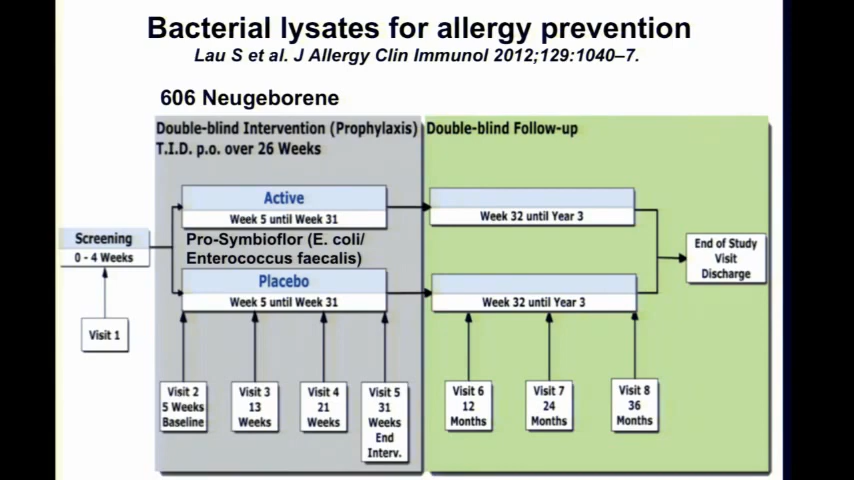 Bacterial lysates for allergy prevention
Lau S et al. J Allergy Clin Immunol 2012;129:1040–7.
606 Neugeborene
Double-blind Intervention (Prophylaxis)
T.I.D. p.o. over 26 Weeks
Double-blind Follow-up
Screening
0 - 4 Weeks
Visit 1
Active
Week 5 until Week 31
Pro-Symbioflor (E. coli/
Enterococcus faecalis)
Placebo
Week 5 until Week 31
Week 32 until Year 3
Week 32 until Year 3
End of Study
Visit
Discharge
Visit 2
5 Weeks
Baseline
Visit 3
13
Weeks
Visit 4
21
Weeks
Visit 5
31
Weeks
End
Interv.
Visit 6
12
Months
Visit 7
24
Months
Visit 8
36
Months